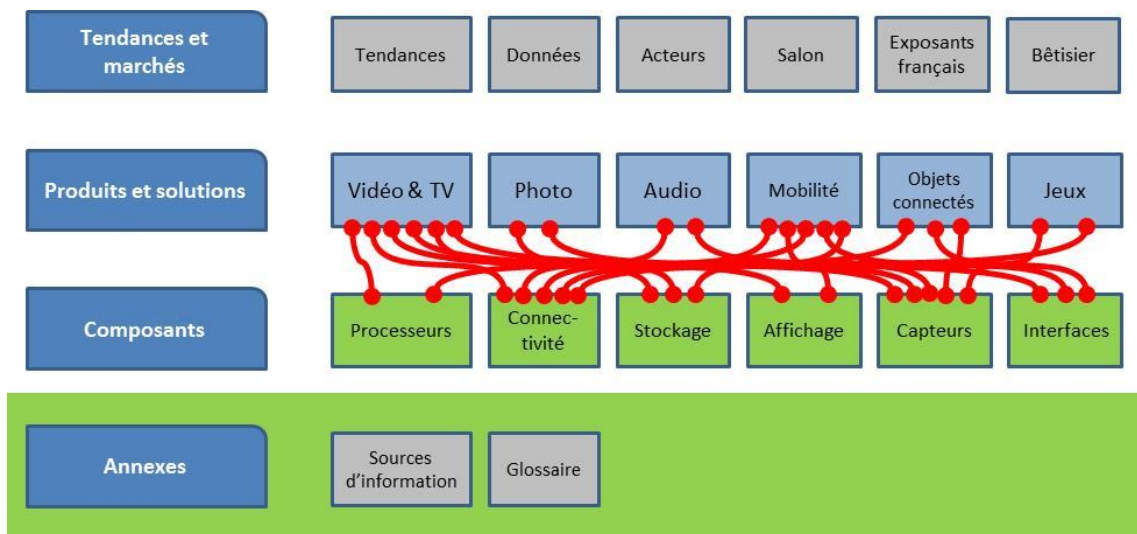 Tendances et
marchés
Tendances
Données
Acteurs
Salon
Exposants
français
Bêtisier
Produits et solutions
Vidéo & TV
Photo
Audio
Mobilité
Objets
connectés
Jeux
Composants
Processeurs
Connec-
tivité
Stockage
Affichage
Capteurs
Interfaces
Annexes
Sources
d’information
Glossaire